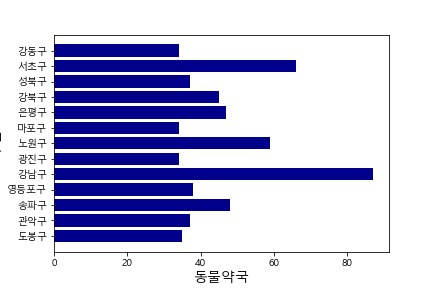 강동구
서초구
성북구
강북구
은평구
마포구
노원구
광진구
강남구
영등포구
송파구
관악구
도봉구
0 20 40 60 80
동물약국